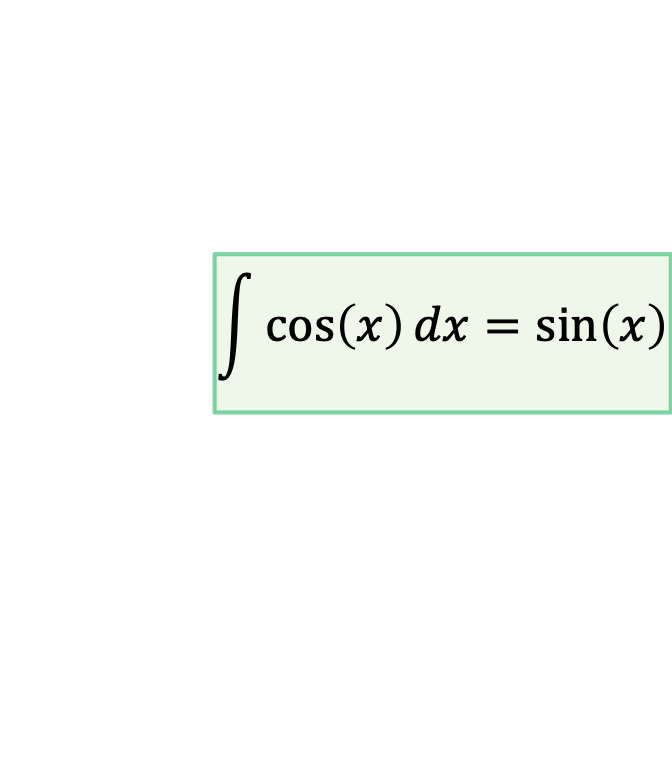 ∫ cos(x) dx = sin(x)